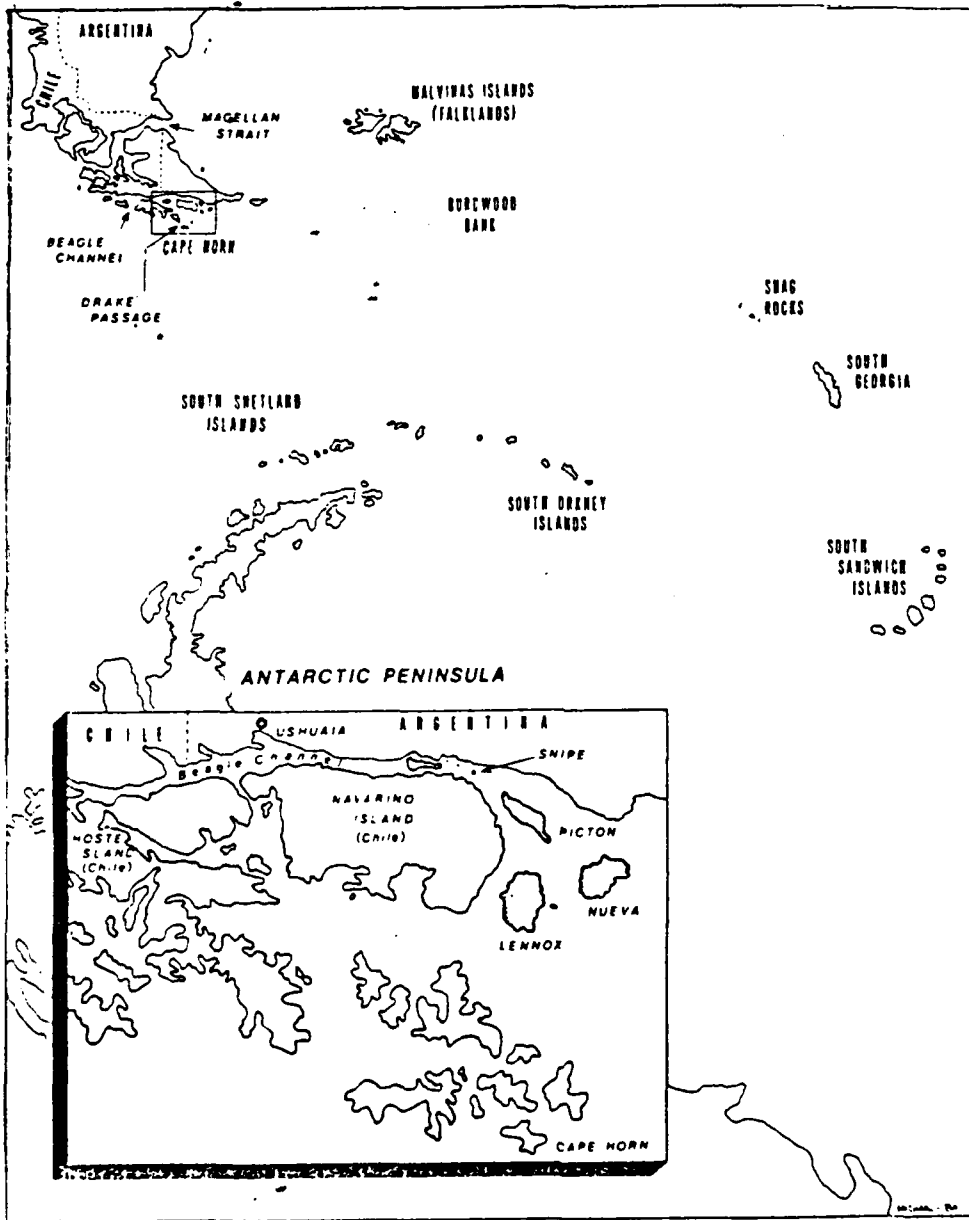 ARGENTINA
CHILE
MAGELLAN
STRAIT
MALVINAS ISLANDS
(FALKLANDS)
BURDWOOD
BANK
BEAGLE
CHANNEL
CAPE HORN
DRAKE
PASSAGE
SHAG
ROCKS
SOUTH
GEORGIA
SOUTH SHETLAND
ISLANDS
SOUTH ORKNEY
ISLANDS
SOUTH
SANDWICH
ISLANDS
ANTARCTIC PENINSULA
CHILE
USHUAIA
ARGENTINA
Beagle Channel
SNIPE
NAVARINO
ISLAND
(Chile)
PICTON
HOSTE
ISLAND
(Chile)
NUEVA
LENNOX
CAPE HORN